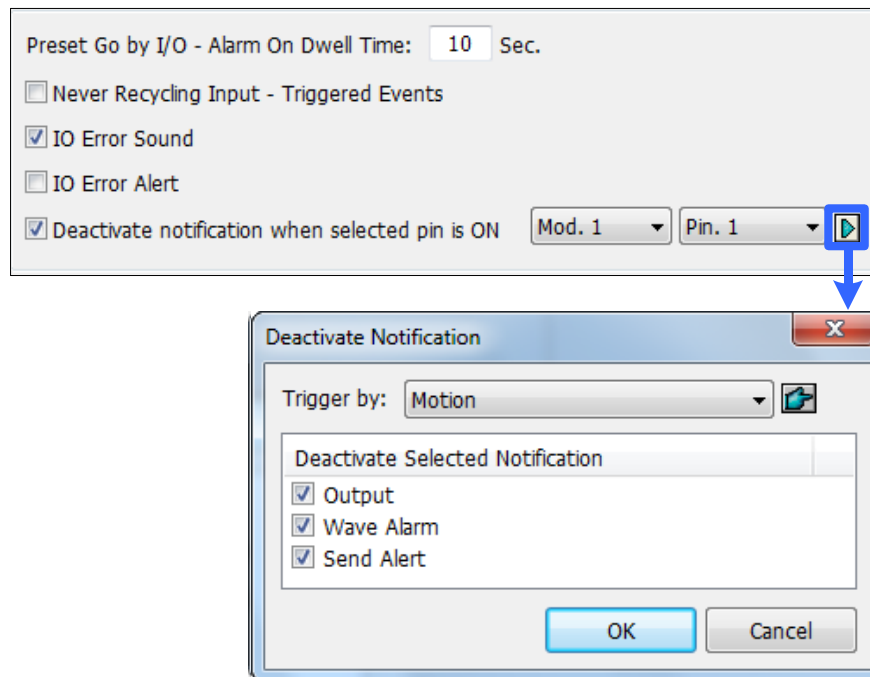 Preset Go by I/O - Alarm On Dwell Time: 10 Sec.
Never Recycling Input - Triggered Events
IO Error Sound
IO Error Alert
Deactivate notification when selected pin is ON Mod. 1 Pin. 1
Deactivate Notification
Trigger by: Motion
Deactivate Selected Notification
Output
Wave Alarm
Send Alert
OK Cancel